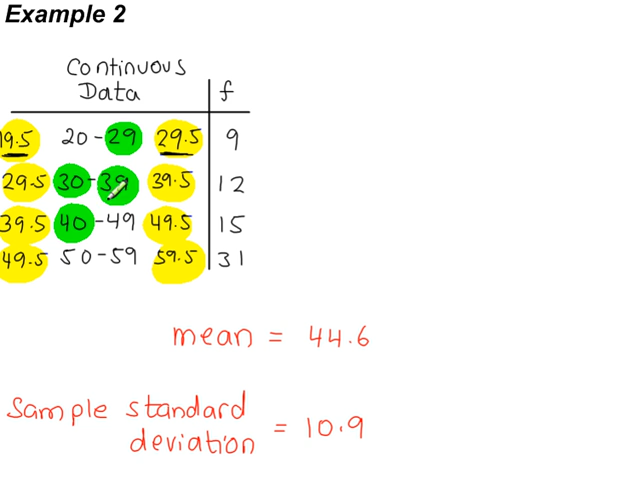 Example 2
Continuous
Data f
19.5 20-29 29.5 9
29.5 30-39 39.5 12
39.5 40-49 49.5 15
49.5 50-59 59.5 31
mean = 44.6
Sample standard
deviation = 10.9